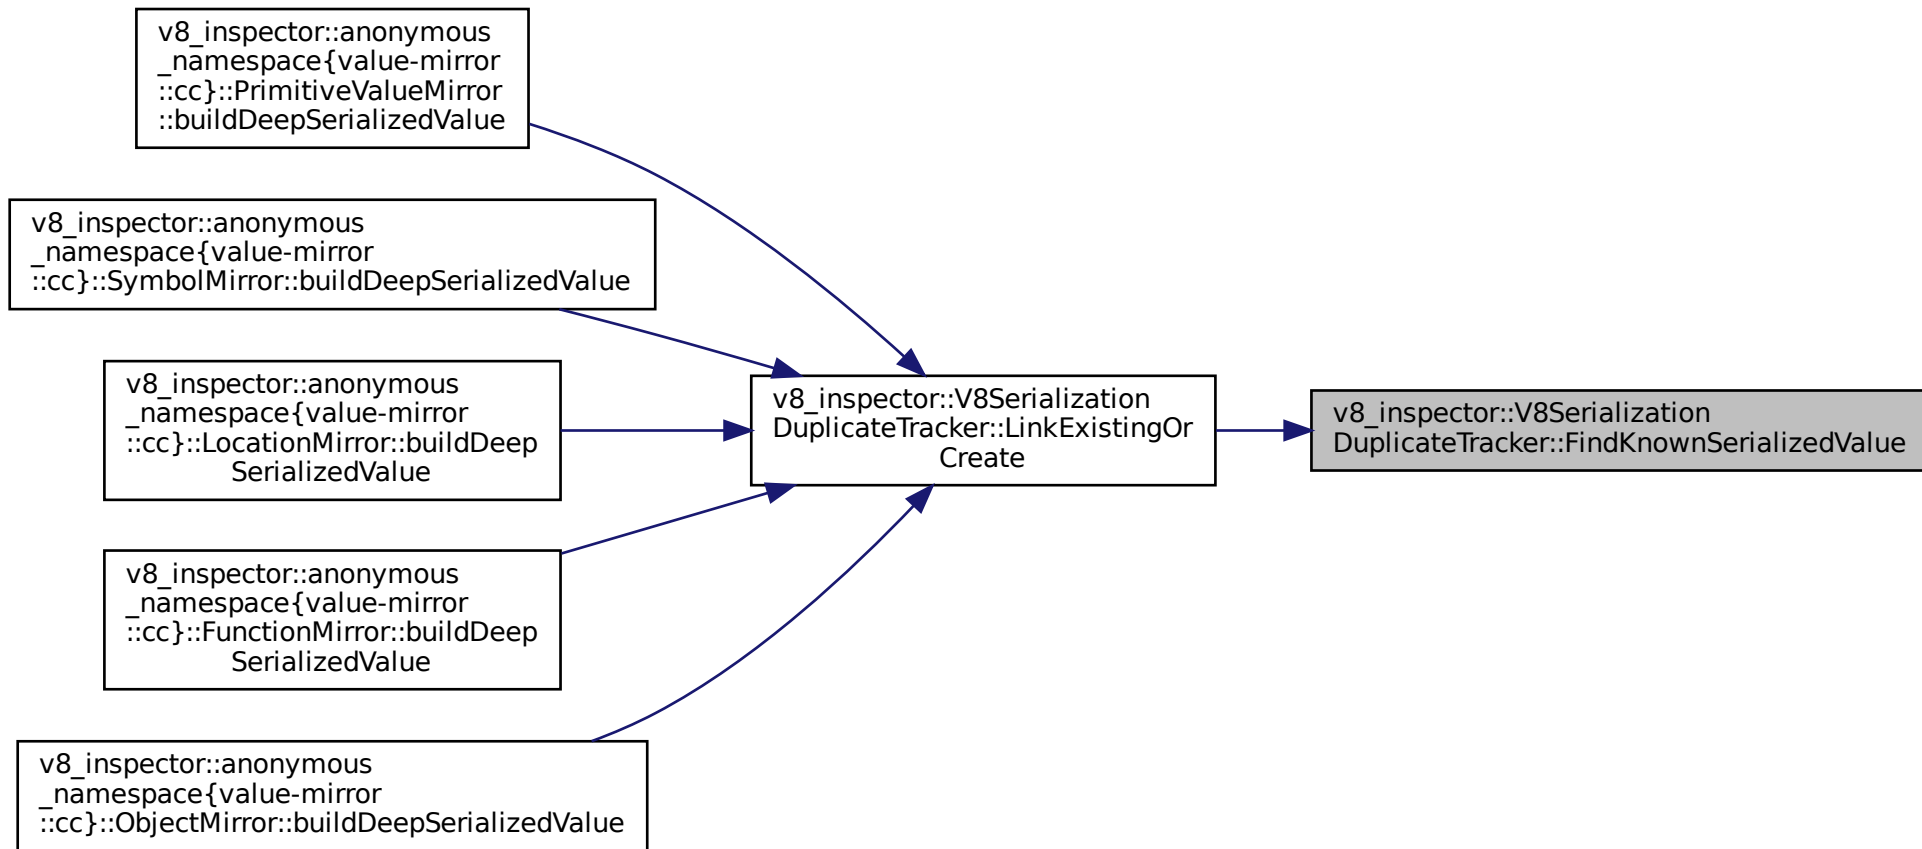 v8_inspector::anonymous
_namespace{value-mirror
::cc}::PrimitiveValueMirror
::buildDeepSerializedValue
v8_inspector::anonymous
_namespace{value-mirror
::cc}::SymbolMirror::buildDeepSerializedValue
v8_inspector::anonymous
_namespace{value-mirror
::cc}::LocationMirror::buildDeep
SerializedValue
v8_inspector::anonymous
_namespace{value-mirror
::cc}::FunctionMirror::buildDeep
SerializedValue
v8_inspector::anonymous
_namespace{value-mirror
::cc}::ObjectMirror::buildDeepSerializedValue
v8_inspector::V8Serialization
DuplicateTracker::LinkExistingOr
Create
v8_inspector::V8Serialization
DuplicateTracker::FindKnownSerializedValue